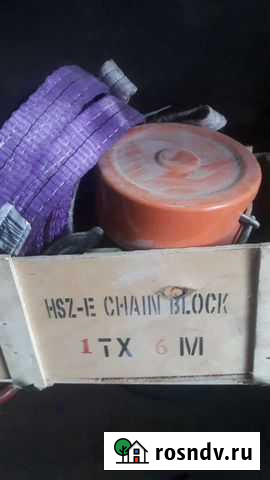 HSZ-E CHAIN BLOCK
1TX 6M
rosndv.ru